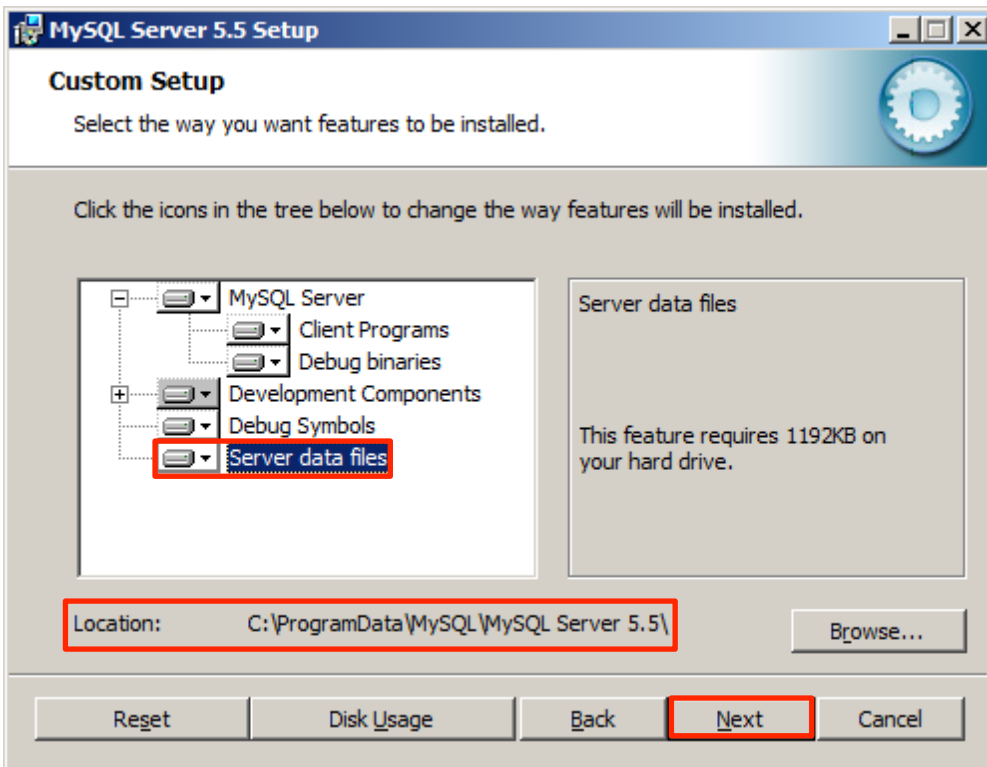 MySQL Server 5.5 Setup
Custom Setup
Select the way you want features to be installed.
Click the icons in the tree below to change the way features will be installed.
MySQL Server
Client Programs
Debug binaries
Development Components
Debug Symbols
Server data files
Server data files
This feature requires 1192KB on
your hard drive.
Location: C:\ProgramData\MySQL\MySQL Server 5.5\
Browse...
Reset Disk Usage Back Next Cancel